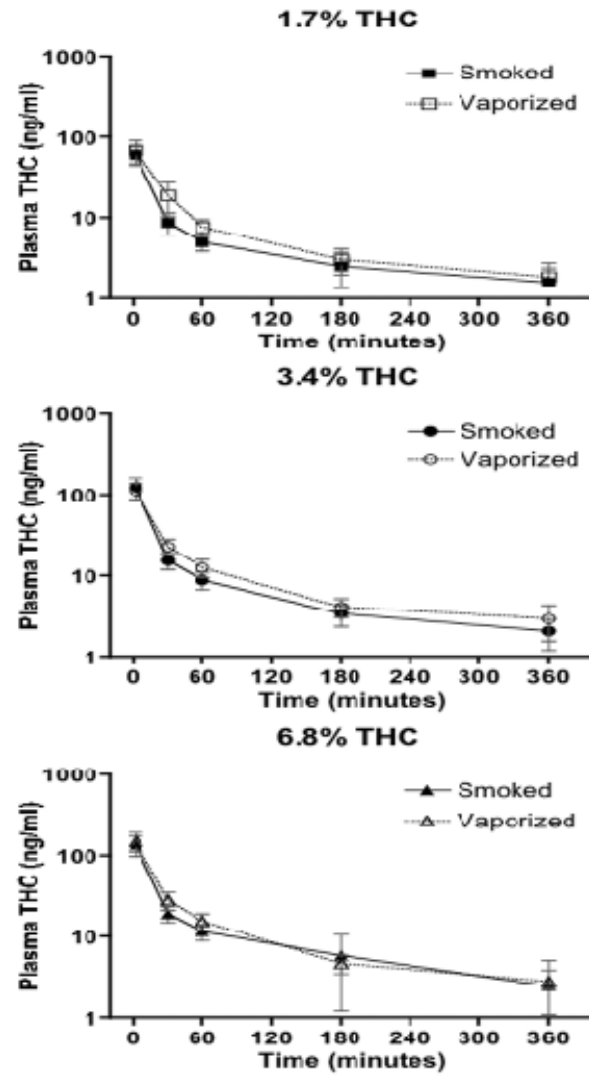 1.7% THC
1000
100
10
1
Plasma THC (ng/ml)
Smoked
Vaporized
0 60 120 180 240 300 360
Time (minutes)
3.4% THC
1000
100
10
1
Plasma THC (ng/ml)
Smoked
Vaporized
0 60 120 180 240 300 360
Time (minutes)
6.8% THC
1000
100
10
1
Plasma THC (ng/ml)
Smoked
Vaporized
0 60 120 180 240 300 360
Time (minutes)